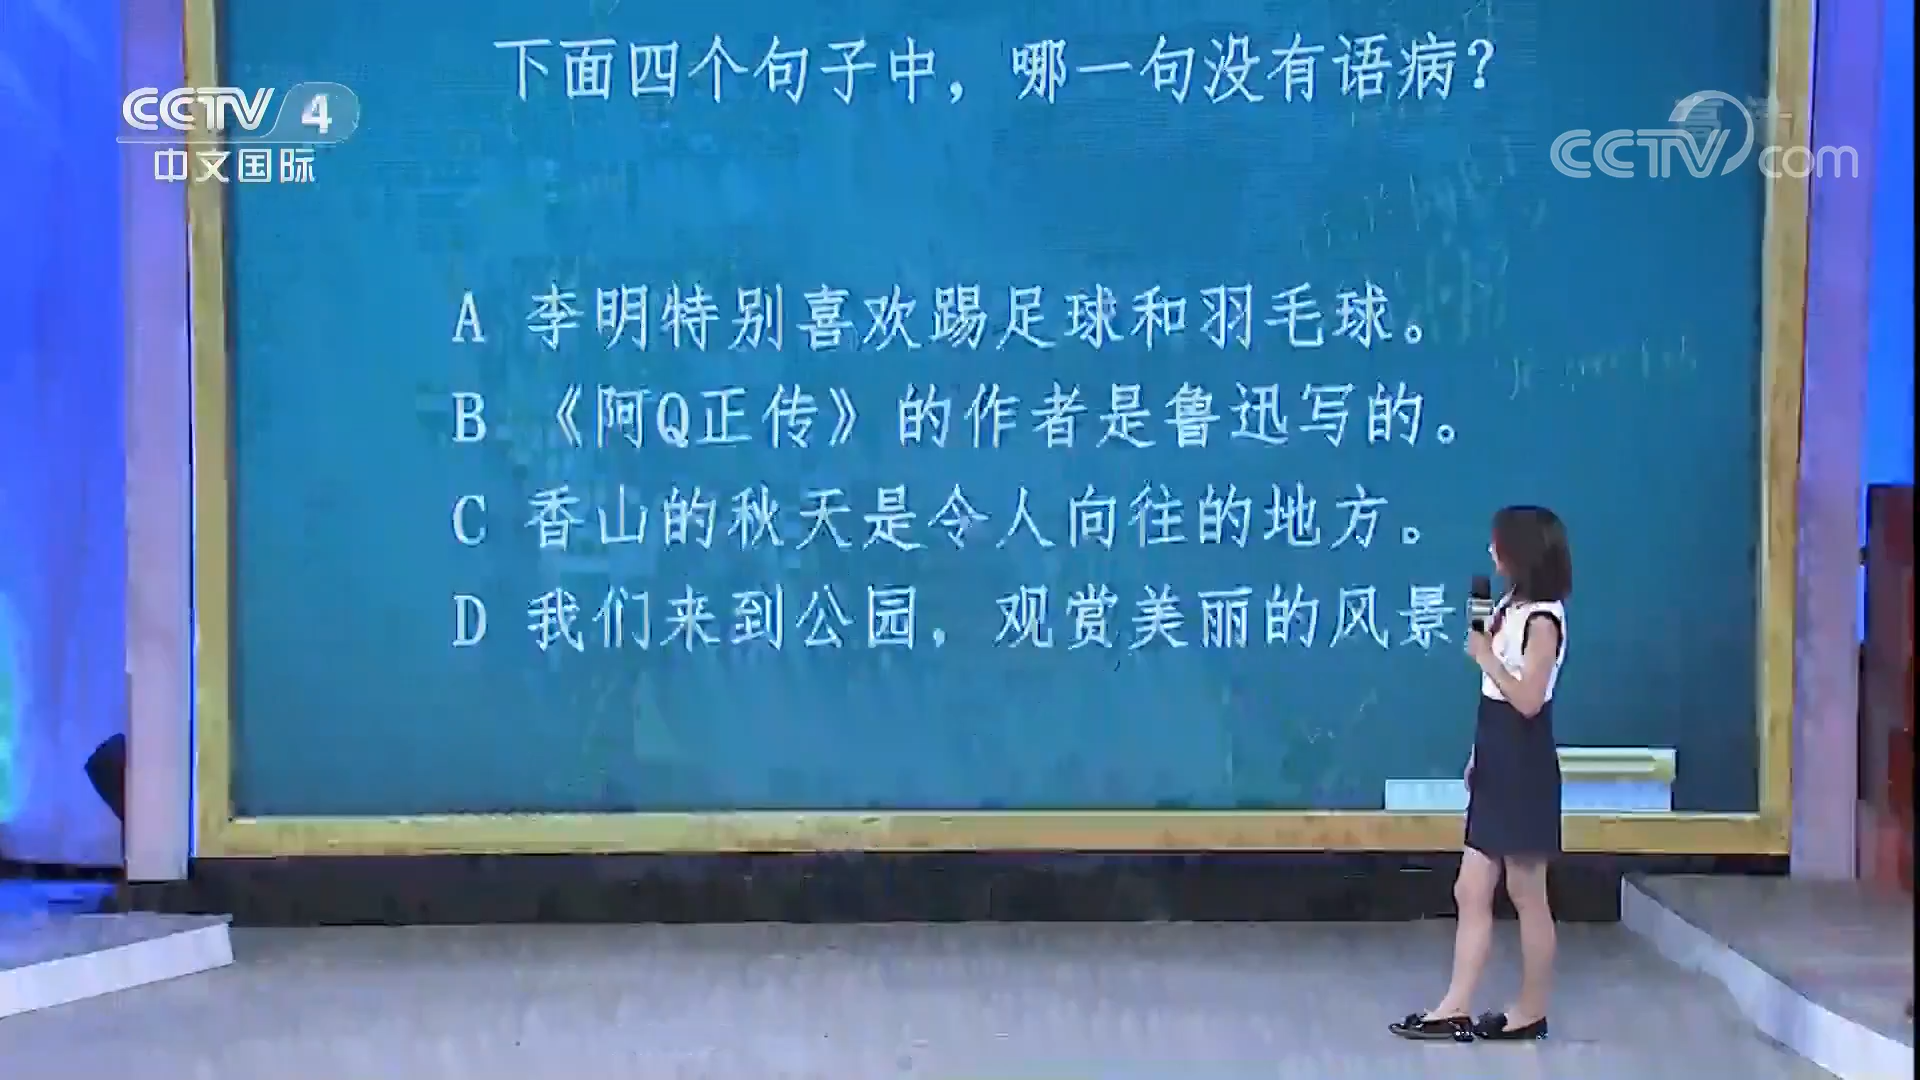 下面四个句子中，哪一句没有语病？
CCTV 4
中文国际
CCTV.com
A 李明特别喜欢踢足球和羽毛球。
B 《阿Q正传》的作者是鲁迅写的。
C 香山的秋天是令人向往的地方。
D 我们来到公园，观赏美丽的风景